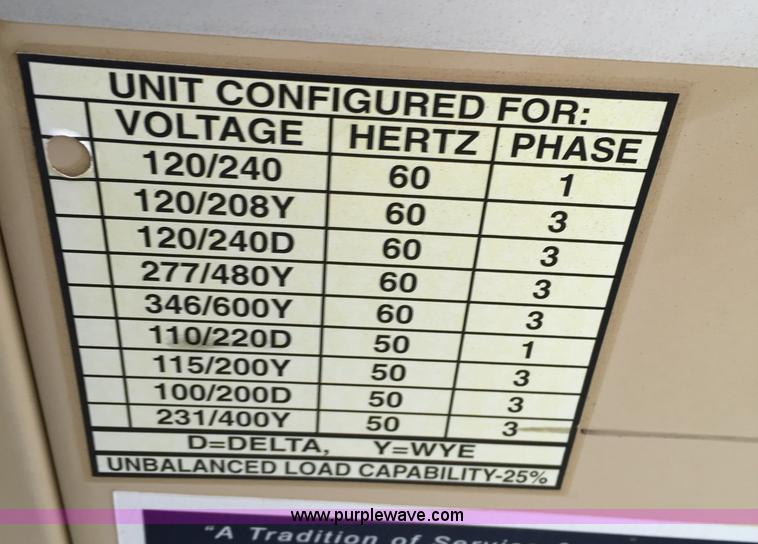 UNIT CONFIGURED FOR:
VOLTAGE HERTZ PHASE
120/240 60 1
120/208Y 60 3
120/240D 60 3
277/480Y 60 3
346/600Y 60 3
110/220D 50 1
115/200Y 50 3
100/200D 50 3
231/400Y 50 3
D=DELTA, Y=WYE
UNBALANCED LOAD CAPABILITY-25%
www.purplewave.com
"A Tradition of